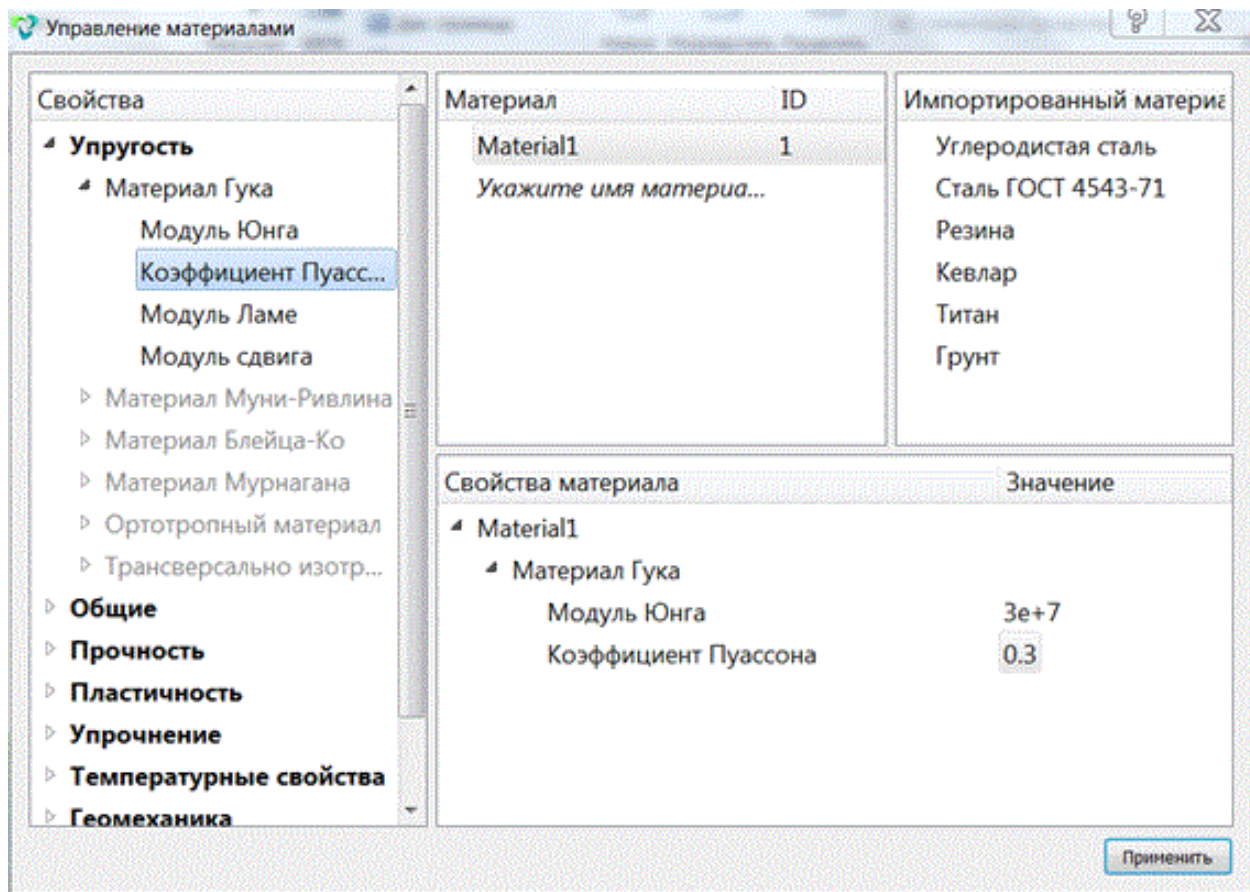 Управление материалами
Свойства
Упругость
Материал Гука
Модуль Юнга
Коэффициент Пуасс...
Модуль Ламе
Модуль сдвига
Материал Муни-Ривлина
Материал Блейца-Ко
Материал Мурнагана
Ортотропный материал
Трансверсально изотр...
Общие
Прочность
Пластичность
Упрочнение
Температурные свойства
Геомеханика
Материал ID
Material1 1
Укажите имя материа...
Импортированный материа
Углеродистая сталь
Сталь ГОСТ 4543-71
Резина
Кевлар
Титан
Грунт
Свойства материала Значение
Material1
Материал Гука
Модуль Юнга 3e+7
Коэффициент Пуассона 0.3
Применить